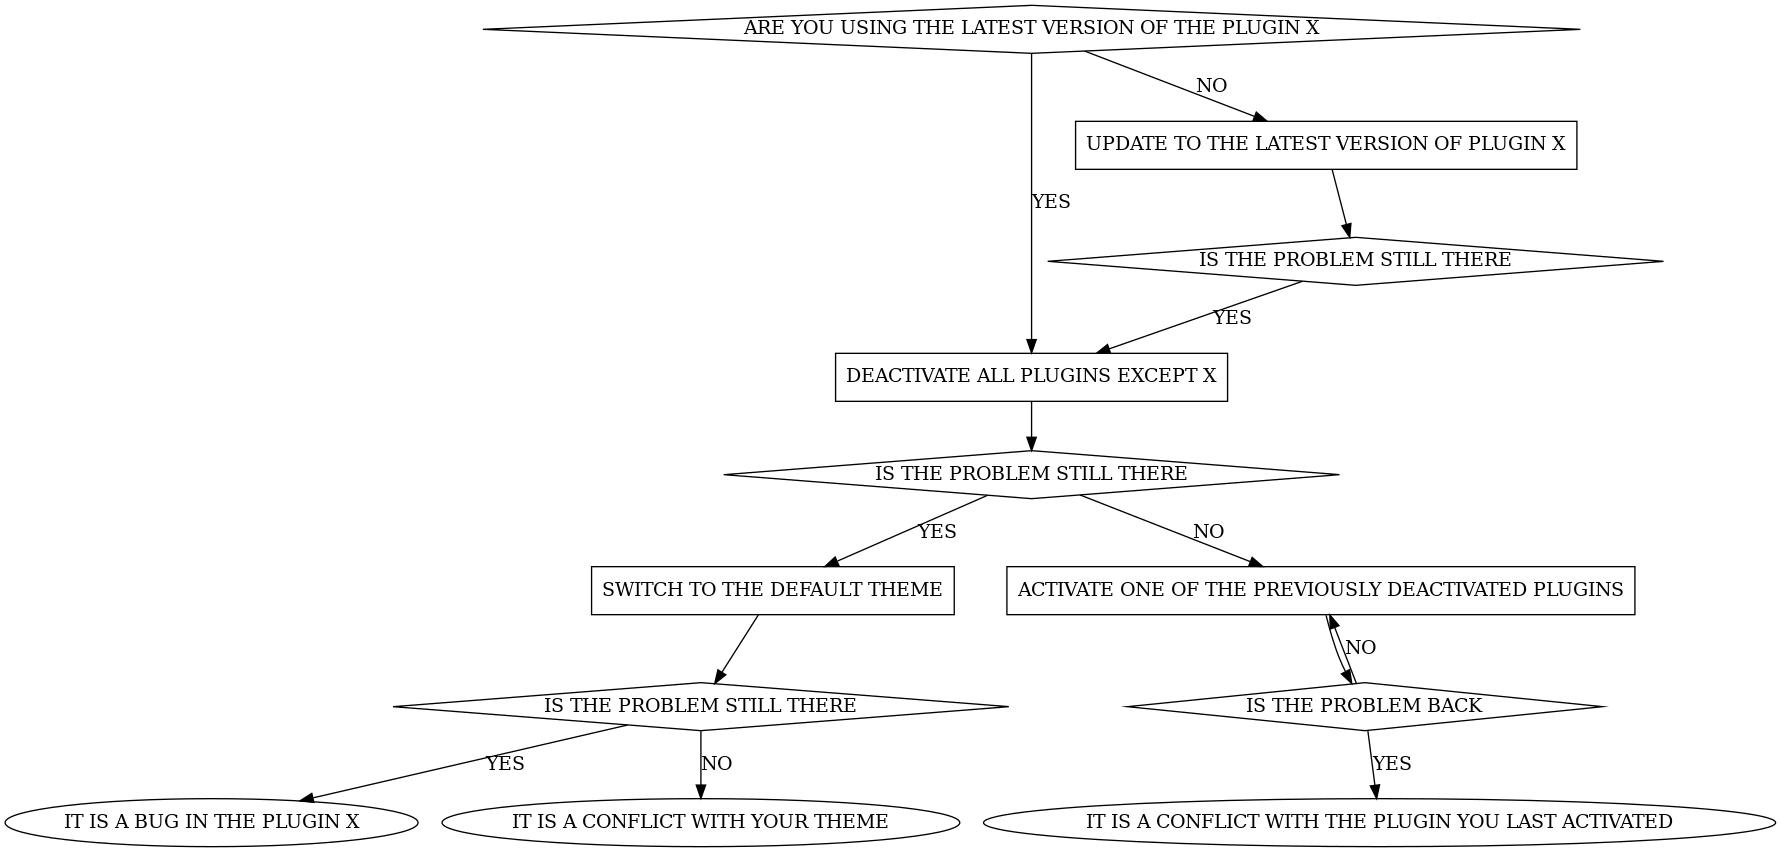 ARE YOU USING THE LATEST VERSION OF THE PLUGIN X
NO
UPDATE TO THE LATEST VERSION OF PLUGIN X
YES
IS THE PROBLEM STILL THERE
YES
DEACTIVATE ALL PLUGINS EXCEPT X
IS THE PROBLEM STILL THERE
YES
NO
SWITCH TO THE DEFAULT THEME
ACTIVATE ONE OF THE PREVIOUSLY DEACTIVATED PLUGINS
NO
IS THE PROBLEM STILL THERE
IS THE PROBLEM BACK
YES
NO
YES
IT IS A BUG IN THE PLUGIN X
IT IS A CONFLICT WITH YOUR THEME
IT IS A CONFLICT WITH THE PLUGIN YOU LAST ACTIVATED